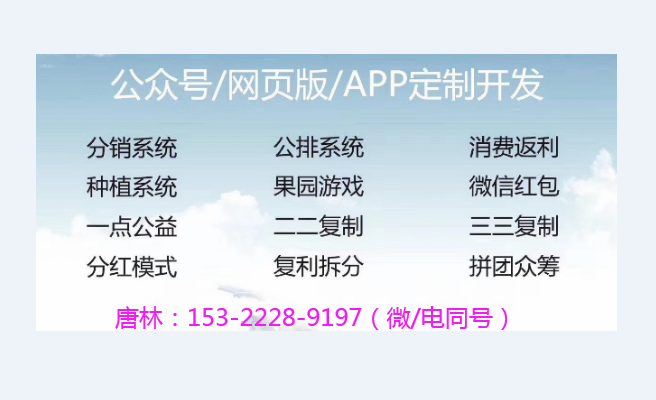 公众号/网页版/APP定制开发
分销系统 公排系统 消费返利
种植系统 果园游戏 微信红包
一点公益 二二复制 三三复制
分红模式 复利拆分 拼团众筹
唐林：153-2228-9197（微/电同号）